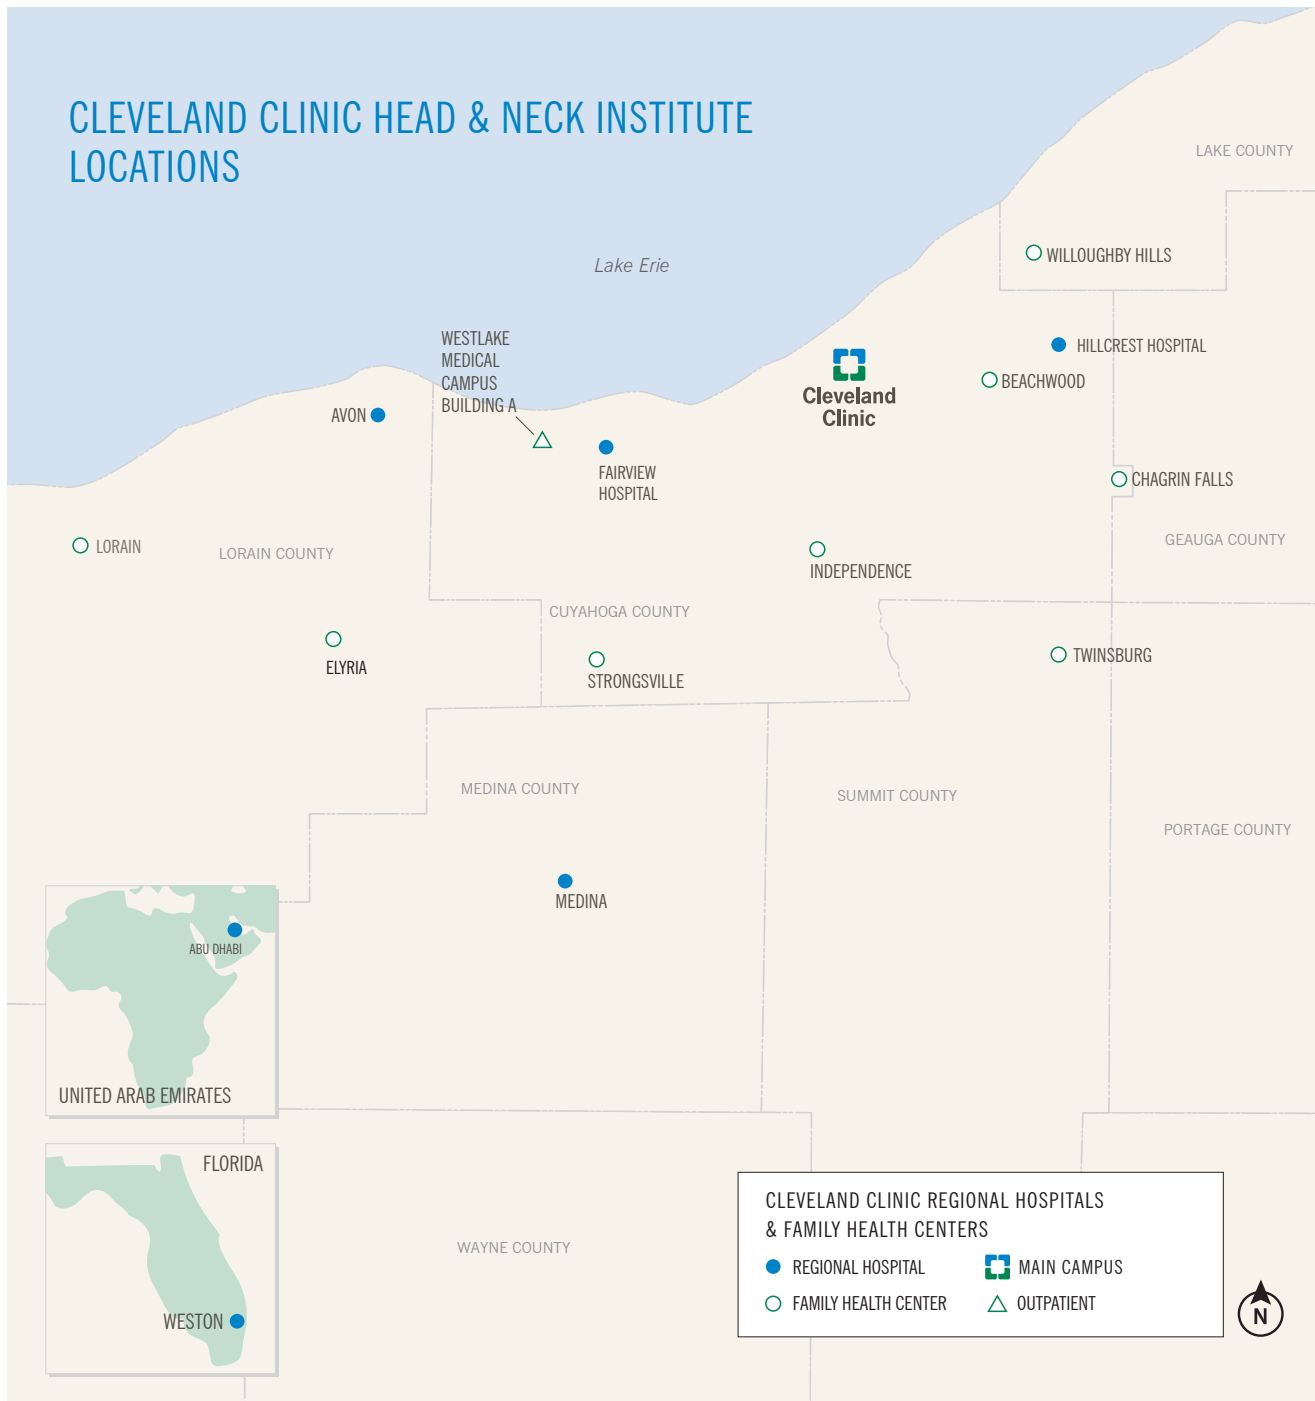 CLEVELAND CLINIC HEAD & NECK INSTITUTE
LOCATIONS
LAKE COUNTY
WILLOUGHBY HILLS
Lake Erie
WESTLAKE
MEDICAL
CAMPUS
BUILDING A
HILLCREST HOSPITAL
BEACHWOOD
Cleveland
Clinic
AVON
FAIRVIEW
HOSPITAL
CHAGRIN FALLS
LORAIN
LORAIN COUNTY
GEAUGA COUNTY
INDEPENDENCE
CUYAHOGA COUNTY
ELYRIA
STRONGSVILLE
TWINSBURG
MEDINA COUNTY
SUMMIT COUNTY
PORTAGE COUNTY
MEDINA
ABU DHABI
UNITED ARAB EMIRATES
FLORIDA
WESTON
WAYNE COUNTY
CLEVELAND CLINIC REGIONAL HOSPITALS
& FAMILY HEALTH CENTERS
REGIONAL HOSPITAL
MAIN CAMPUS
FAMILY HEALTH CENTER
OUTPATIENT
N